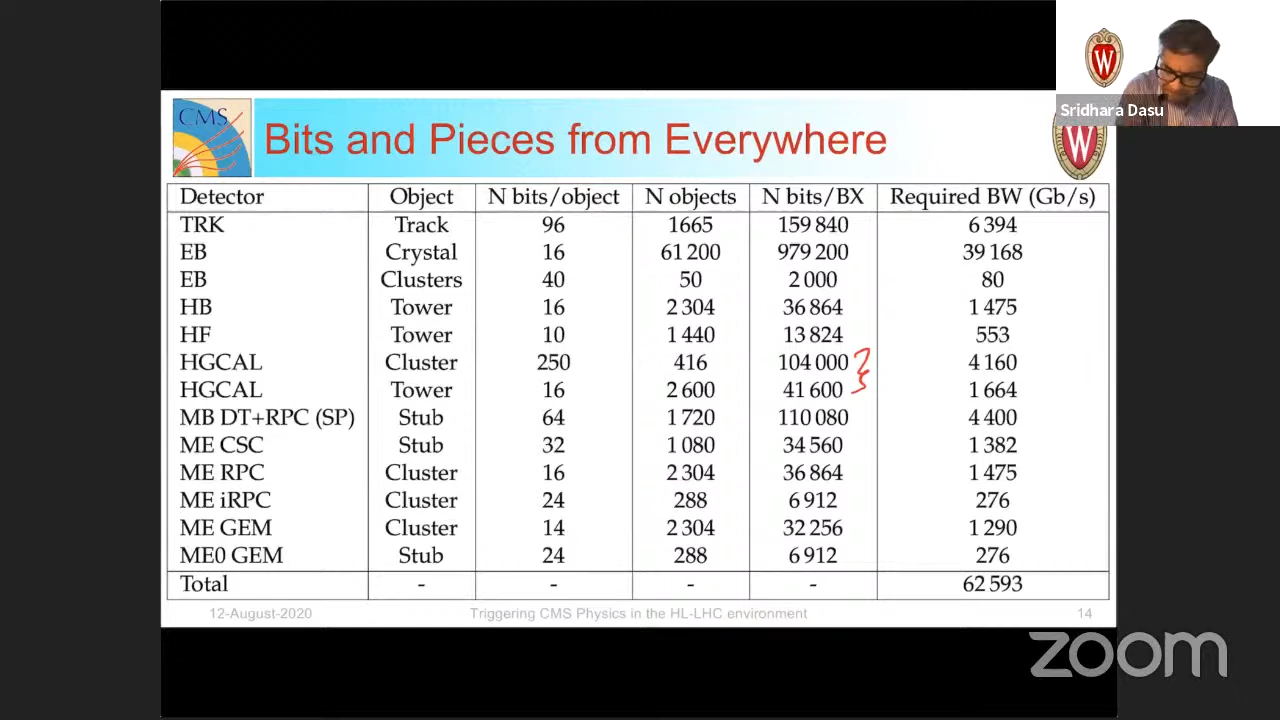 W
Sridhara Dasu
CMS
Bits and Pieces from Everywhere
W
Detector Object N bits/object N objects N bits/BX Required BW (Gb/s)
TRK Track 96 1665 159 840 6 394
EB Crystal 16 61 200 979 200 39 168
EB Clusters 40 50 2 000 80
HB Tower 16 2 304 36 864 1 475
HF Tower 10 1 440 13 824 553
HGCAL Cluster 250 416 104 000 4 160
HGCAL Tower 16 2 600 41 600 1 664
MB DT+RPC (SP) Stub 64 1 720 110 080 4 400
ME CSC Stub 32 1 080 34 560 1 382
ME RPC Cluster 16 2 304 36 864 1 475
ME iRPC Cluster 24 288 6 912 276
ME GEM Cluster 14 2 304 32 256 1 290
ME0 GEM Stub 24 288 6 912 276
Total - - - - 62 593
12-August-2020 Triggering CMS Physics in the HL-LHC environment 14
zoom